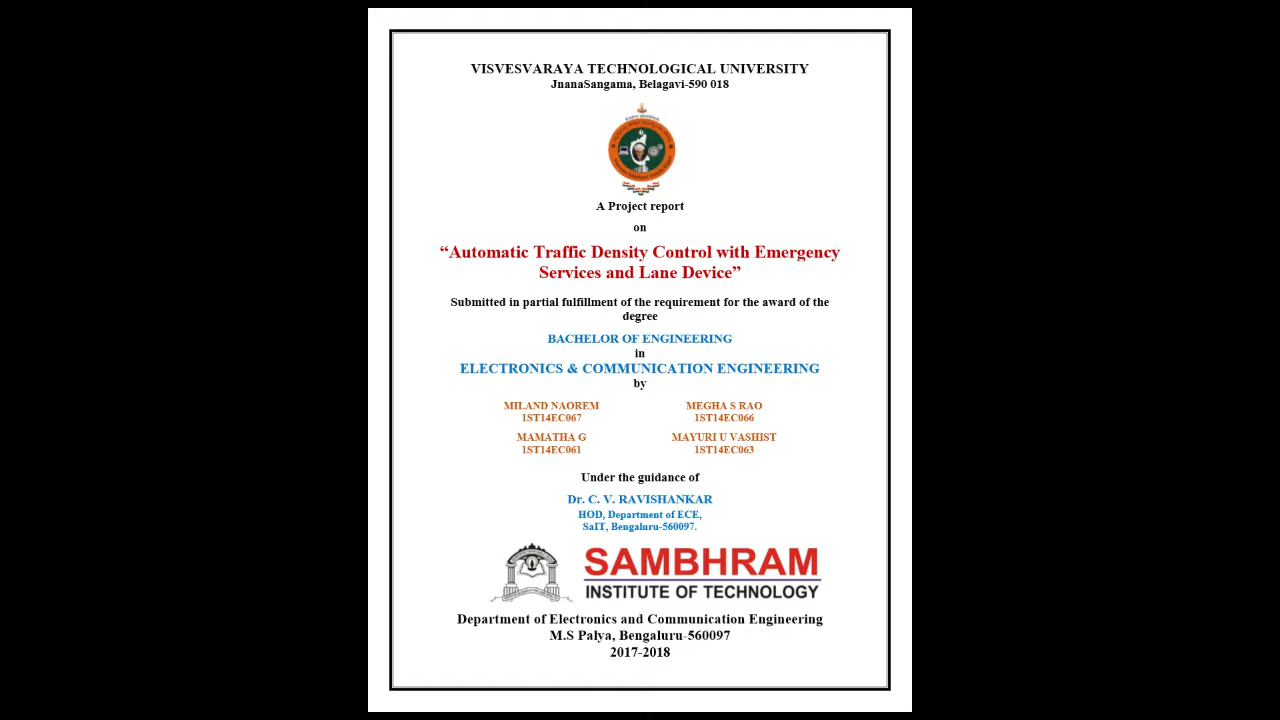 VISVESVARAYA TECHNOLOGICAL UNIVERSITY
JnanaSangama, Belagavi-590 018
A Project report
on
“Automatic Traffic Density Control with Emergency
Services and Lane Device”
Submitted in partial fulfillment of the requirement for the award of the
degree
BACHELOR OF ENGINEERING
in
ELECTRONICS & COMMUNICATION ENGINEERING
by
MILAND NAOREM MEGHA S RAO
1ST14EC067 1ST14EC066
MAMATHA G MAYURI U VASHIST
1ST14EC061 1ST14EC063
Under the guidance of
Dr. C. V. RAVISHANKAR
HOD, Department of ECE,
SaIT, Bengaluru-560097.
SAMBHRAM
INSTITUTE OF TECHNOLOGY
Department of Electronics and Communication Engineering
M.S Palya, Bengaluru-560097
2017-2018